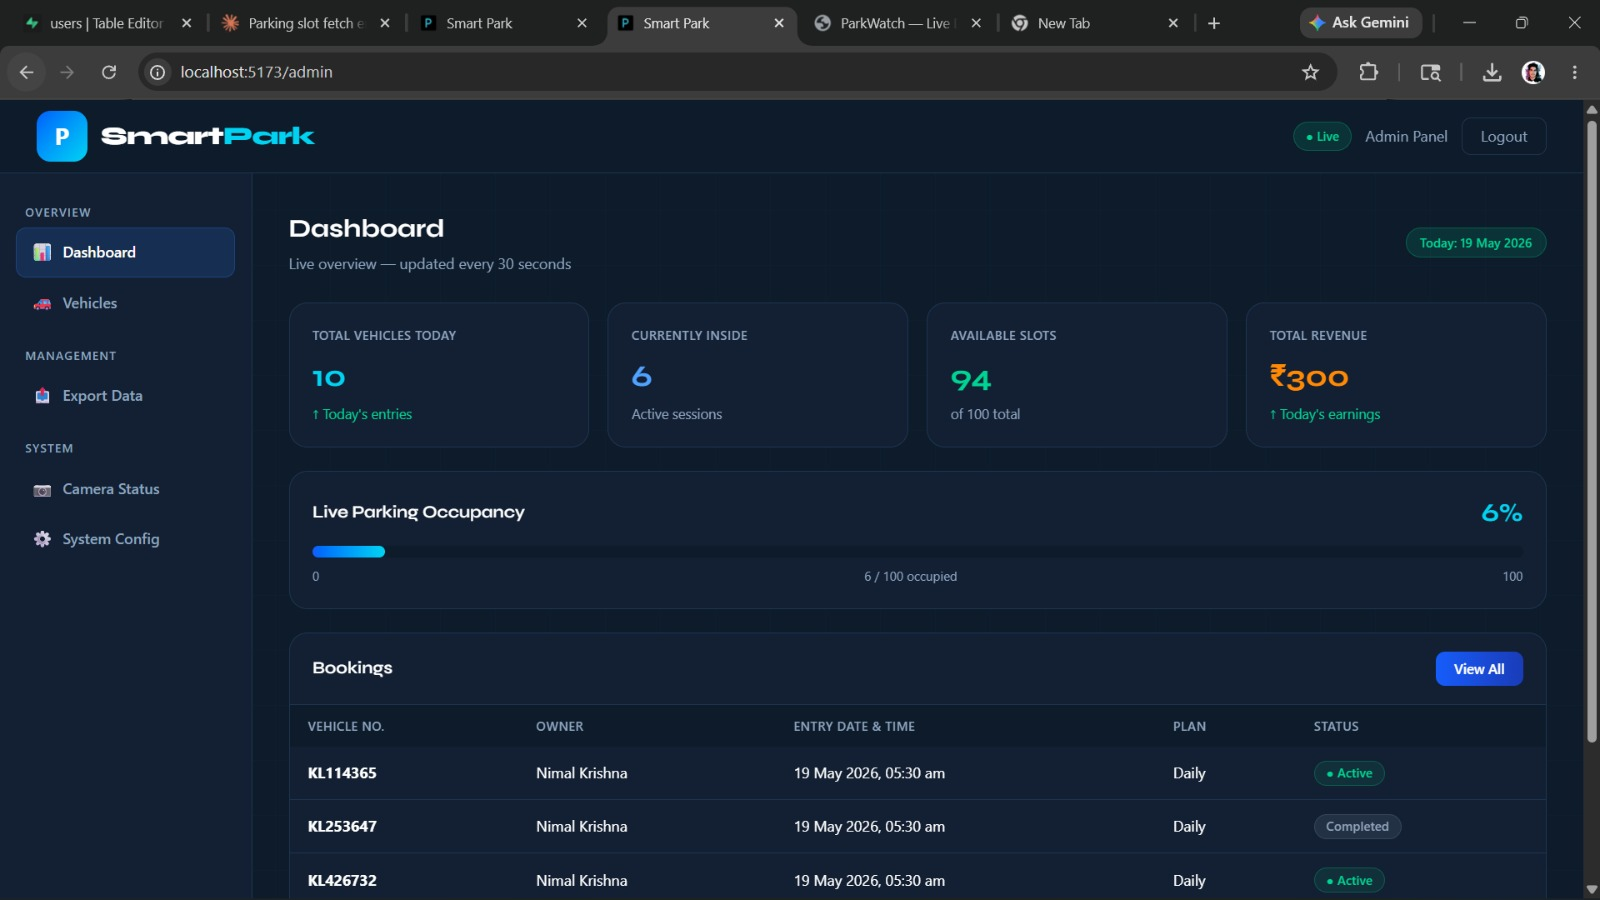 users | Table Editor
Parking slot fetch e
Smart Park
Smart Park
ParkWatch — Live
New Tab
Ask Gemini
localhost:5173/admin
P SmartPark
● Live
Admin Panel
Logout
OVERVIEW
Dashboard
Vehicles
MANAGEMENT
Export Data
SYSTEM
Camera Status
System Config
Dashboard
Live overview — updated every 30 seconds
Today: 19 May 2026
TOTAL VEHICLES TODAY
10
↑ Today's entries
CURRENTLY INSIDE
6
Active sessions
AVAILABLE SLOTS
94
of 100 total
TOTAL REVENUE
₹300
↑ Today's earnings
Live Parking Occupancy
6%
0
6 / 100 occupied
100
Bookings
View All
VEHICLE NO. OWNER ENTRY DATE & TIME PLAN STATUS
KL114365 Nimal Krishna 19 May 2026, 05:30 am Daily ● Active
KL253647 Nimal Krishna 19 May 2026, 05:30 am Daily Completed
KL426732 Nimal Krishna 19 May 2026, 05:30 am Daily ● Active